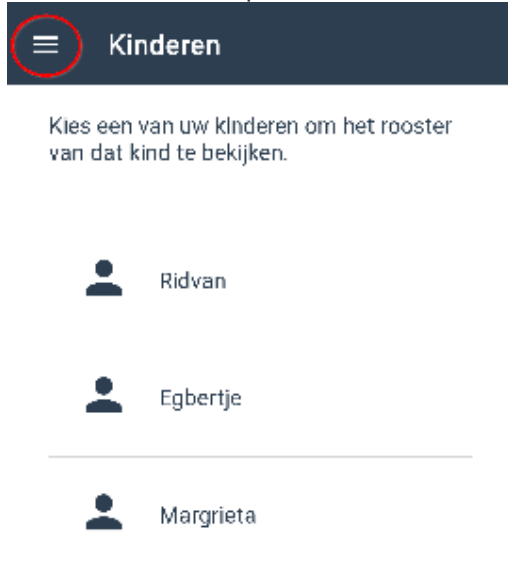 Kinderen
Kies een van uw kinderen om het rooster
van dat kind te bekijken.
Ridvan
Egbertje
Margrieta